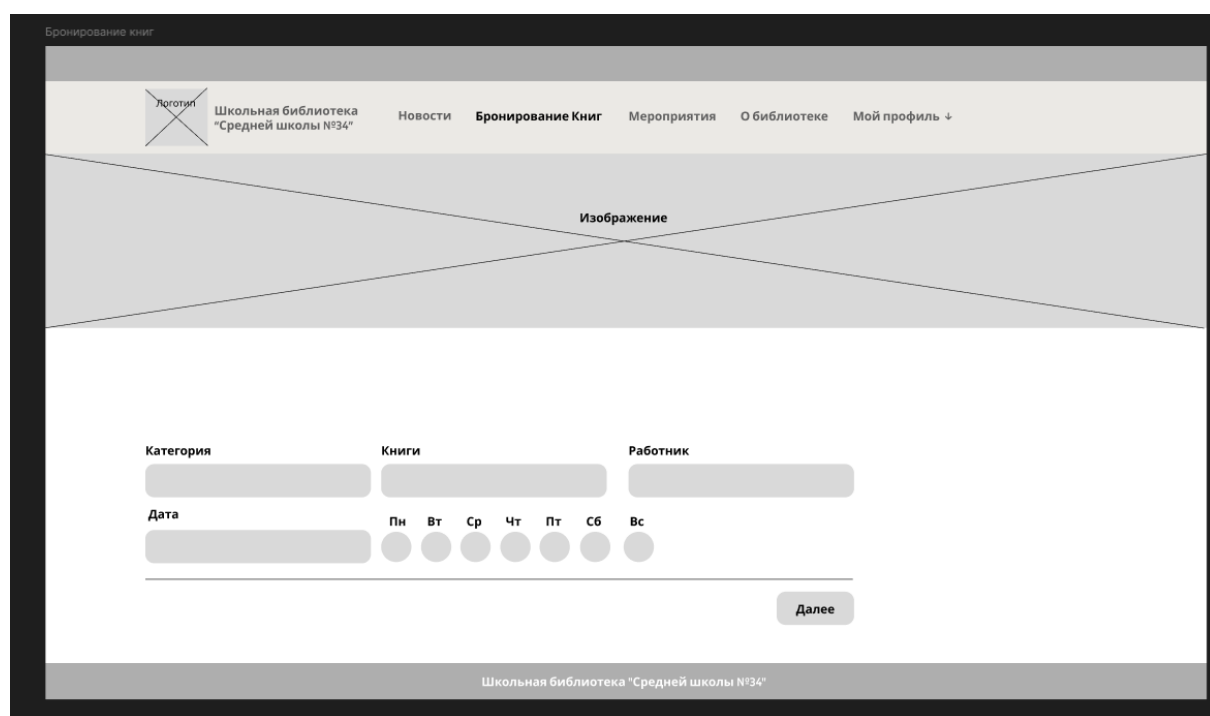 Бронирование книг
Логотип
Школьная библиотека
"Средней школы №34"
Новости
Бронирование Книг
Мероприятия
О библиотеке
Мой профиль ↓
Изображение
Категория
Книги
Работник
Дата
Пн Вт Ср Чт Пт Сб Вс
Далее
Школьная библиотека "Средней школы №34"